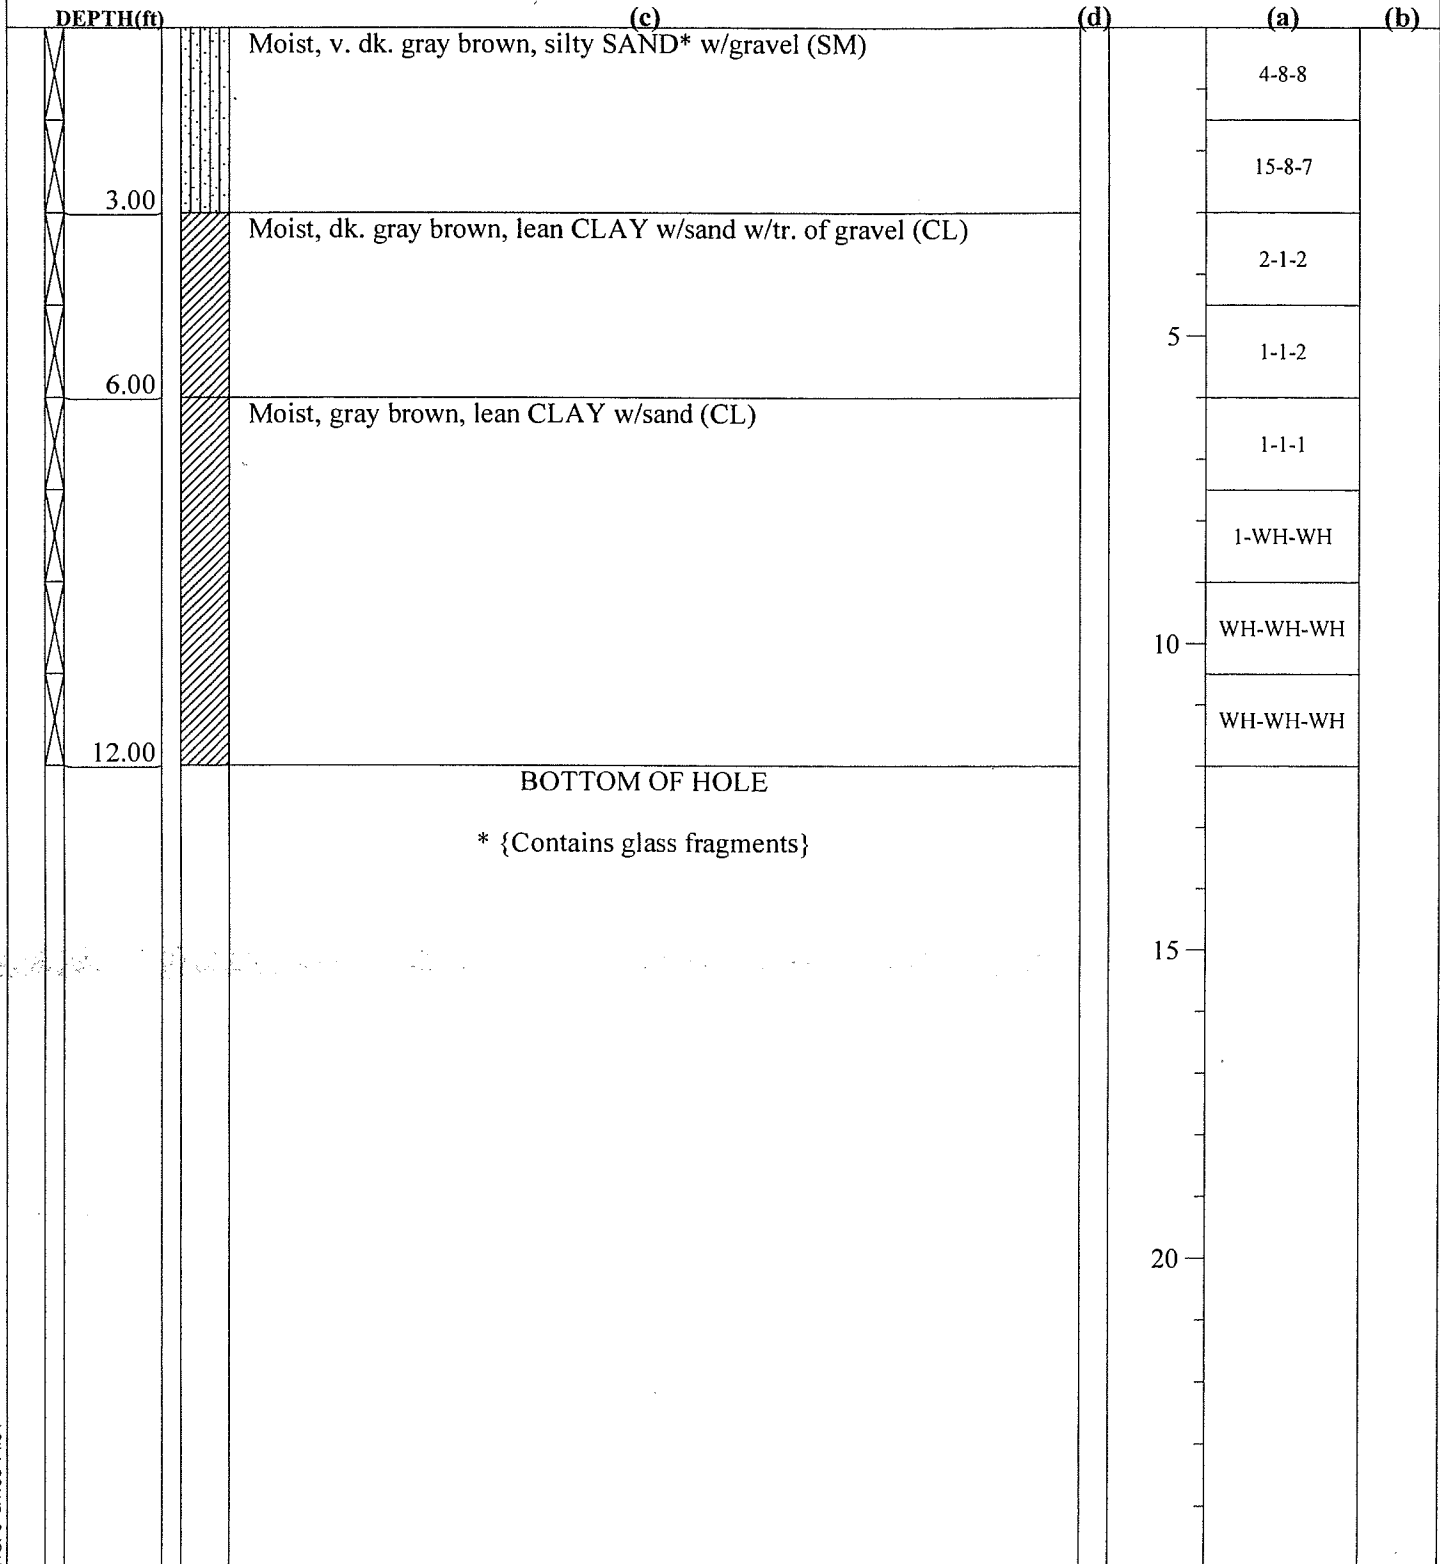 DEPTH(ft) (c) (d) (a) (b)
Moist, v. dk. gray brown, silty SAND* w/gravel (SM)
4-8-8
15-8-7
3.00
Moist, dk. gray brown, lean CLAY w/sand w/tr. of gravel (CL)
2-1-2
5
1-1-2
6.00
Moist, gray brown, lean CLAY w/sand (CL)
1-1-1
1-WH-WH
10
WH-WH-WH
WH-WH-WH
12.00
BOTTOM OF HOLE
* {Contains glass fragments}
15
20